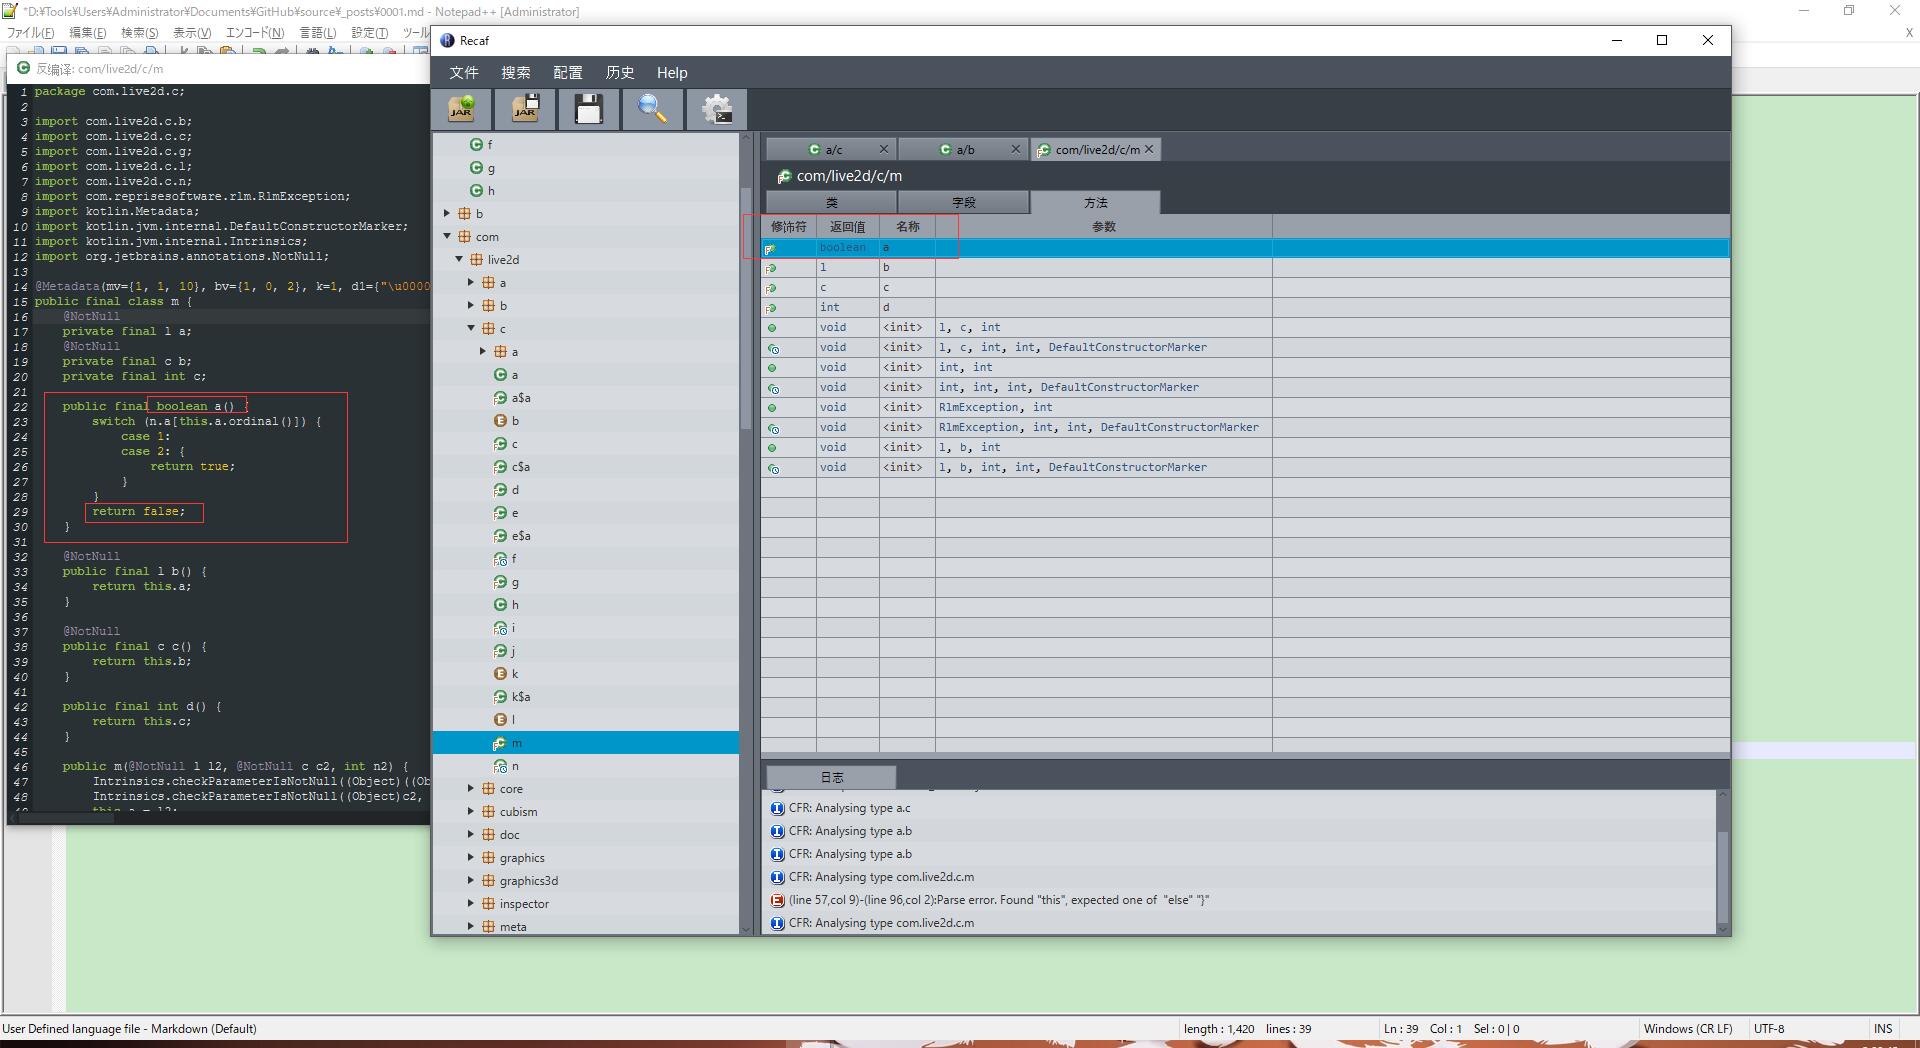 *D:¥Tools¥Users¥Administrator¥Documents¥GitHub¥source¥_posts¥0001.md - Notepad++ [Administrator]
ファイル(F) 編集(E) 検索(S) 表示(V) エンコード(N) 言語(L) 設定(T) ツール
X
反编译: com/live2d/c/m
1 package com.live2d.c;
2
3 import com.live2d.c.b;
4 import com.live2d.c.c;
5 import com.live2d.c.g;
6 import com.live2d.c.l;
7 import com.live2d.c.n;
8 import com.reprisesoftware.rlm.RlmException;
9 import kotlin.Metadata;
10 import kotlin.jvm.internal.DefaultConstructorMarker;
11 import kotlin.jvm.internal.Intrinsics;
12 import org.jetbrains.annotations.NotNull;
13
14 @Metadata(mv={1, 1, 10}, bv={1, 0, 2}, k=1, d1={"\u0000
15 public final class m {
16 @NotNull
17 private final l a;
18 @NotNull
19 private final c b;
20 private final int c;
21
22 public final boolean a() {
23 switch (n.a[this.a.ordinal()]) {
24 case 1:
25 case 2: {
26 return true;
27 }
28 }
29 return false;
30 }
31
32 @NotNull
33 public final l b() {
34 return this.a;
35 }
36
37 @NotNull
38 public final c c() {
39 return this.b;
40 }
41
42 public final int d() {
43 return this.c;
44 }
45
46 public m(@NotNull l l2, @NotNull c c2, int n2) {
47 Intrinsics.checkParameterIsNotNull((Object)((Ob
48 Intrinsics.checkParameterIsNotNull((Object)c2,
Recaf
文件 搜索 配置 历史 Help
JAR JAR
f
g
h
b
com
live2d
a
b
c
a
a
a$a
b
c
c$a
d
e
e$a
f
g
h
i
j
k
k$a
l
m
n
core
cubism
doc
graphics
graphics3d
inspector
meta
a/c a/b com/live2d/c/m
com/live2d/c/m
类 字段 方法
修饰符 返回值 名称 参数
boolean a
l b
c c
int d
void <init> l, c, int
void <init> l, c, int, int, DefaultConstructorMarker
void <init> int, int
void <init> int, int, int, DefaultConstructorMarker
void <init> RlmException, int
void <init> RlmException, int, int, DefaultConstructorMarker
void <init> l, b, int
void <init> l, b, int, int, DefaultConstructorMarker
日志
CFR: Analysing type a.c
CFR: Analysing type a.b
CFR: Analysing type a.b
CFR: Analysing type com.live2d.c.m
(line 57,col 9)-(line 96,col 2):Parse error. Found "this", expected one of "else" "}"
CFR: Analysing type com.live2d.c.m
User Defined language file - Markdown (Default) length : 1,420 lines : 39 Ln : 39 Col : 1 Sel : 0 | 0 Windows (CR LF) UTF-8 INS